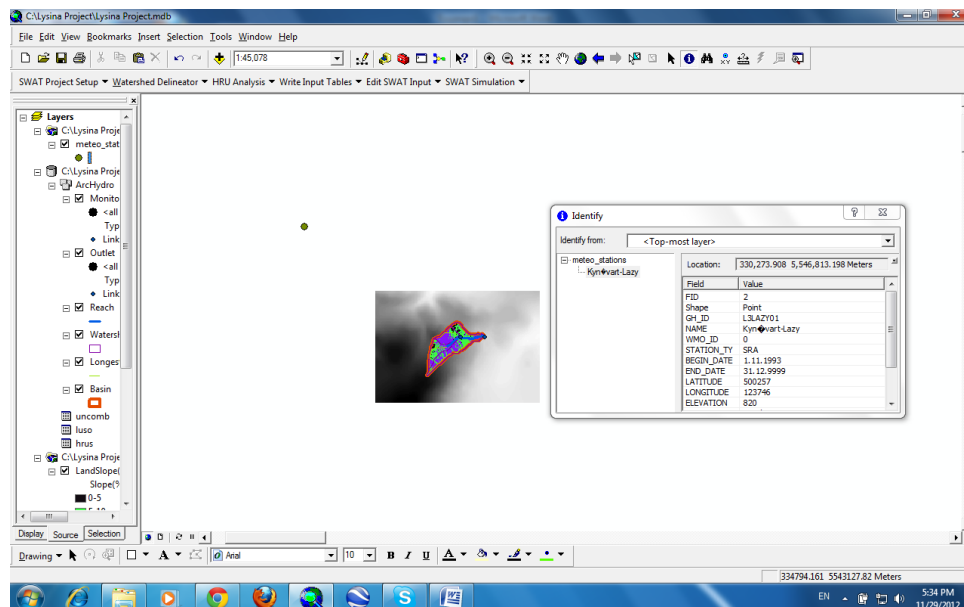 C:\Lysina Project\Lysina Project.mdb
File Edit View Bookmarks Insert Selection Tools Window Help
1:45,078
SWAT Project Setup Watershed Delineator HRU Analysis Write Input Tables Edit SWAT Input SWAT Simulation
Layers
C:\Lysina Proje
meteo_stat
C:\Lysina Proje
ArcHydro
Monito
<all
Typ
Link
Outlet
<all
Typ
Link
Reach
Watersh
Longes
Basin
uncomb
luso
hrus
C:\Lysina Proje
LandSlope(
Slope(%
0-5
Display Source Selection
Identify
Identify from: <Top-most layer>
meteo_stations
Kyn�vart-Lazy
Location: 330,273.908 5,546,813.198 Meters
Field Value
FID 2
Shape Point
GH_ID L3LAZY01
NAME Kyn�vart-Lazy
WMO_ID 0
STATION_TY SRA
BEGIN_DATE 1.11.1993
END_DATE 31.12.9999
LATITUDE 500257
LONGITUDE 123746
ELEVATION 820
Drawing A Arial 10 B I U A
334794.161 5543127.82 Meters
EN 5:34 PM
11/29/2012